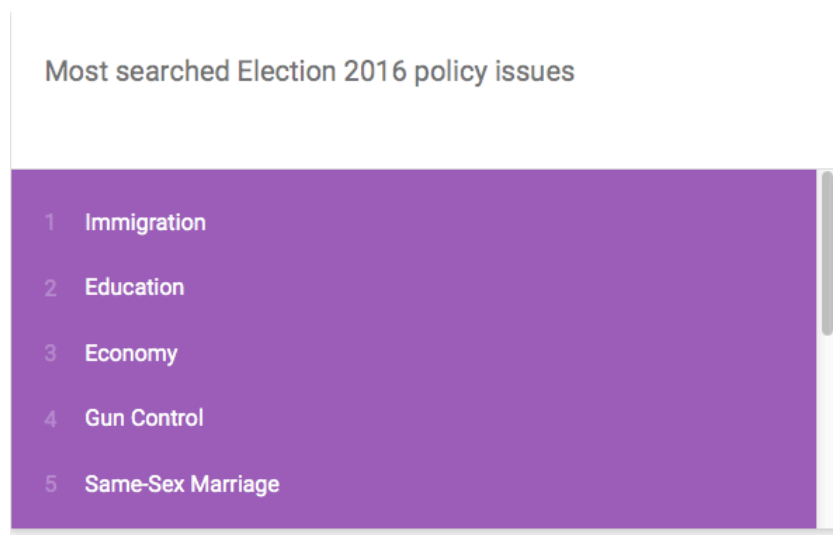 Most searched Election 2016 policy issues
1 Immigration
2 Education
3 Economy
4 Gun Control
5 Same-Sex Marriage